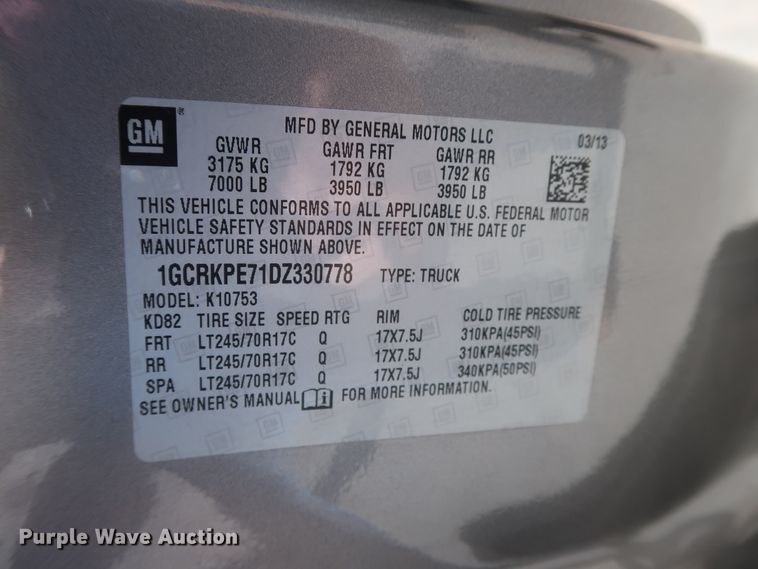 GM
MFD BY GENERAL MOTORS LLC 03/13
GVWR GAWR FRT GAWR RR
3175 KG 1792 KG 1792 KG
7000 LB 3950 LB 3950 LB
THIS VEHICLE CONFORMS TO ALL APPLICABLE U.S. FEDERAL MOTOR
VEHICLE SAFETY STANDARDS IN EFFECT ON THE DATE OF
MANUFACTURE SHOWN ABOVE.
1GCRKPE71DZ330778 TYPE: TRUCK
MODEL: K10753
KD82 TIRE SIZE SPEED RTG RIM COLD TIRE PRESSURE
FRT LT245/70R17C Q 17X7.5J 310KPA(45PSI)
RR LT245/70R17C Q 17X7.5J 310KPA(45PSI)
SPA LT245/70R17C Q 17X7.5J 340KPA(50PSI)
SEE OWNER'S MANUAL FOR MORE INFORMATION.
Purple Wave Auction